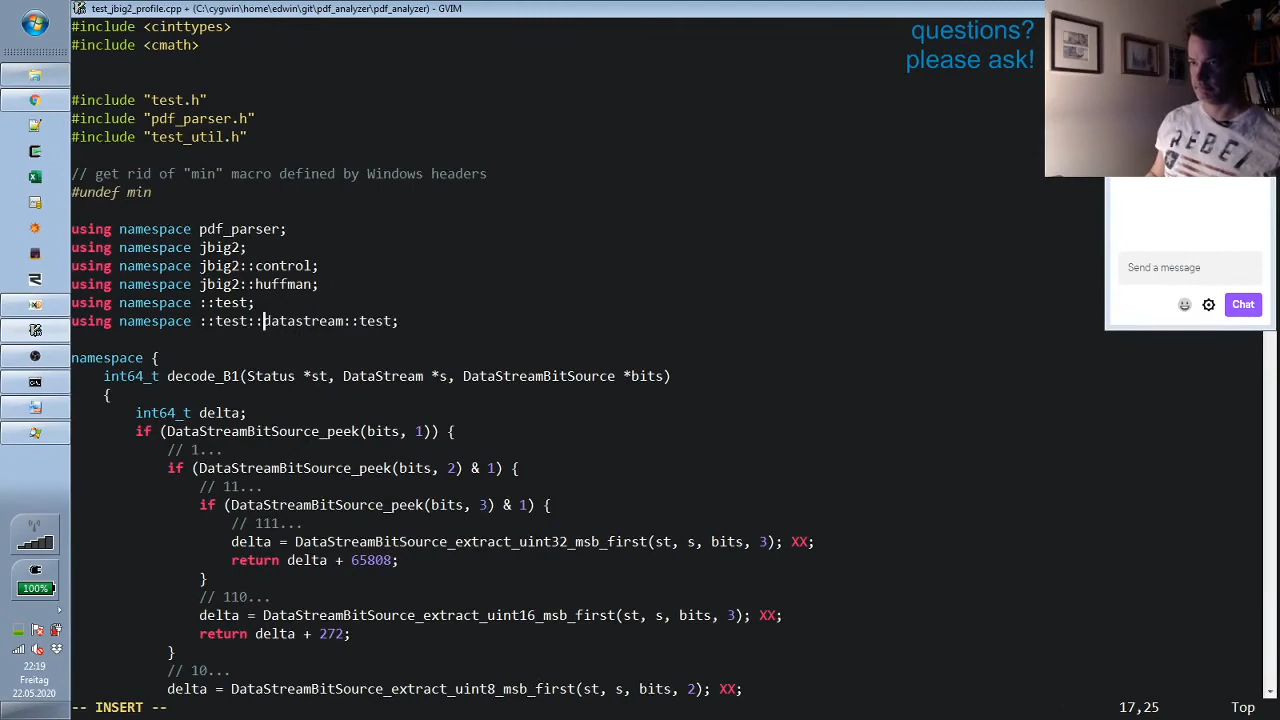 test_jbig2_profile.cpp + (C:\cygwin\home\edwin\git\pdf_analyzer\pdf_analyzer) - GVIM
#include <cinttypes>
#include <cmath>
#include "test.h"
#include "pdf_parser.h"
#include "test_util.h"
// get rid of "min" macro defined by Windows headers
#undef min
using namespace pdf_parser;
using namespace jbig2;
using namespace jbig2::control;
using namespace jbig2::huffman;
using namespace ::test;
using namespace ::test::datastream::test;
namespace {
int64_t decode_B1(Status *st, DataStream *s, DataStreamBitSource *bits)
{
int64_t delta;
if (DataStreamBitSource_peek(bits, 1)) {
// 1...
if (DataStreamBitSource_peek(bits, 2) & 1) {
// 11...
if (DataStreamBitSource_peek(bits, 3) & 1) {
// 111...
delta = DataStreamBitSource_extract_uint32_msb_first(st, s, bits, 3); XX;
return delta + 65808;
}
// 110...
delta = DataStreamBitSource_extract_uint16_msb_first(st, s, bits, 3); XX;
return delta + 272;
}
// 10...
delta = DataStreamBitSource_extract_uint8_msb_first(st, s, bits, 2); XX;
-- INSERT --
17,25
Top
questions?
please ask!
REBEL
Send a message
Chat
100%
22:19
Freitag
22.05.2020